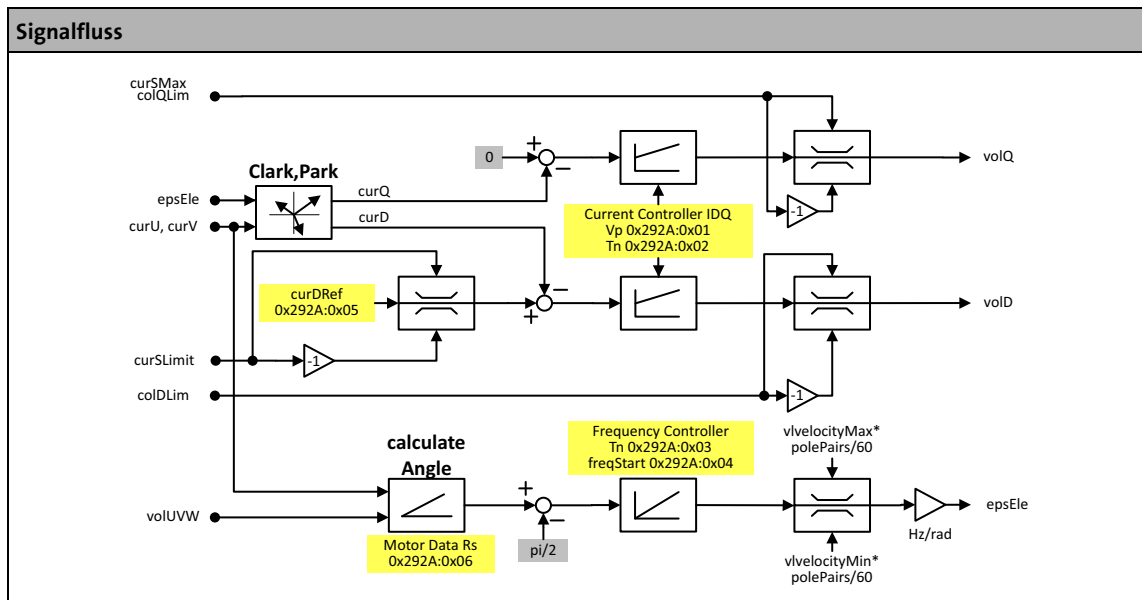 Signalfluss
curSMax
colQLim
0
+
−
volQ
-1
Clark,Park
epsEle
curU, curV
curQ
curD
Current Controller IDQ
Vp 0x292A:0x01
Tn 0x292A:0x02
curDRef
0x292A:0x05
−
+
volD
curSLimit
-1
colDLim
-1
calculate
Angle
Frequency Controller
Tn 0x292A:0x03
freqStart 0x292A:0x04
vlvelocityMax*
polePairs/60
volUVW
+
−
epsEle
Hz/rad
Motor Data Rs
0x292A:0x06
pi/2
vlvelocityMin*
polePairs/60